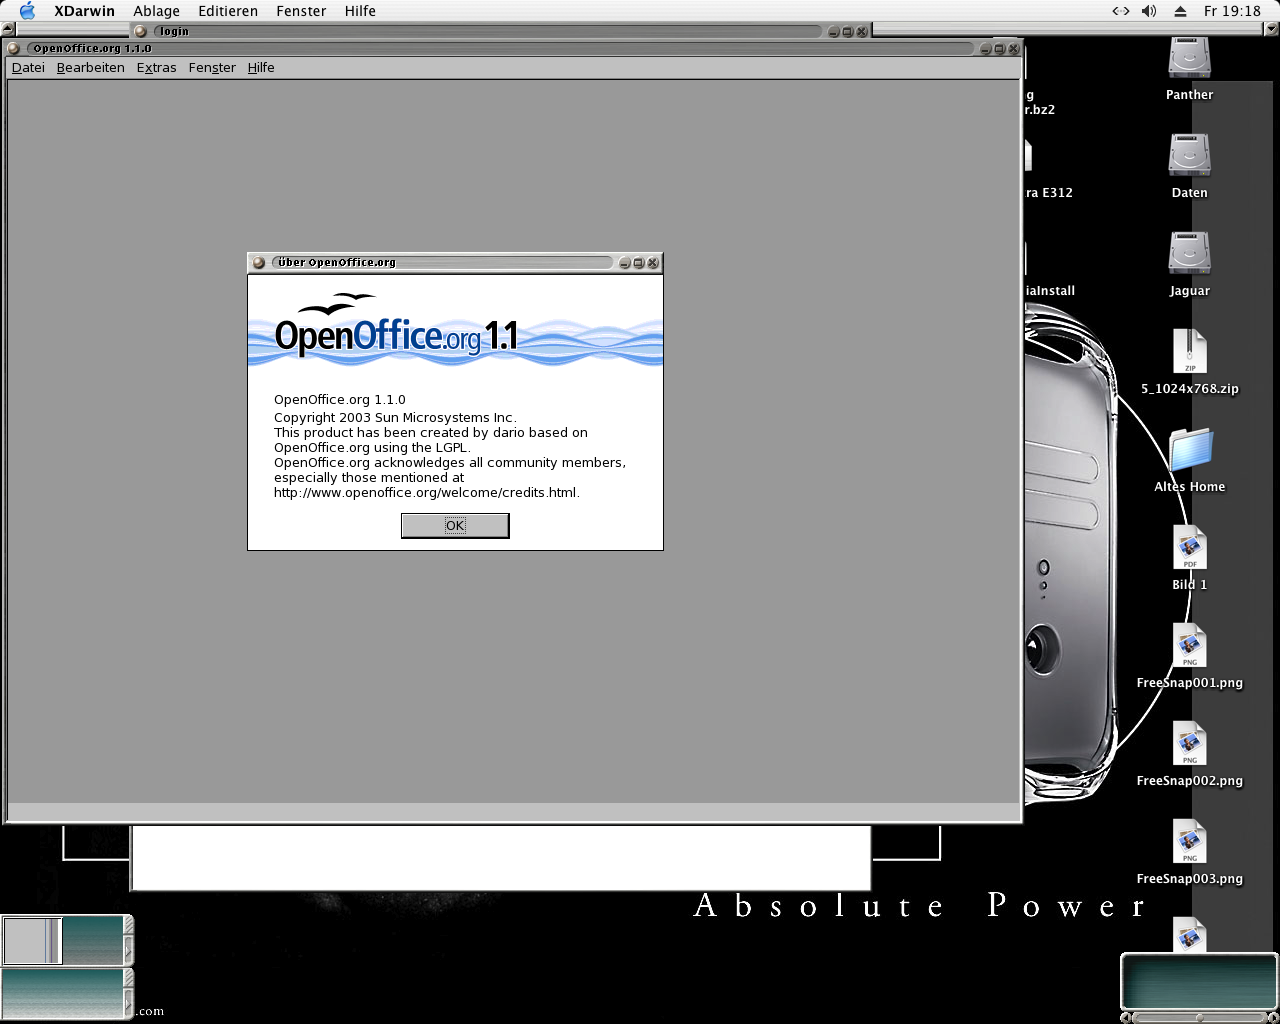 XDarwin Ablage Editieren Fenster Hilfe
Fr 19:18
login
OpenOffice.org 1.1.0
Datei Bearbeiten Extras Fenster Hilfe
g
r.bz2
ra E312
iaInstall
Panther
Daten
Jaguar
ZIP
5_1024x768.zip
Altes Home
PDF
Bild 1
PNG
FreeSnap001.png
PNG
FreeSnap002.png
PNG
FreeSnap003.png
Über OpenOffice.org
OpenOffice.org 1.1
OpenOffice.org 1.1.0
Copyright 2003 Sun Microsystems Inc.
This product has been created by dario based on
OpenOffice.org using the LGPL.
OpenOffice.org acknowledges all community members,
especially those mentioned at
http://www.openoffice.org/welcome/credits.html.
OK
Absolute Power
.com